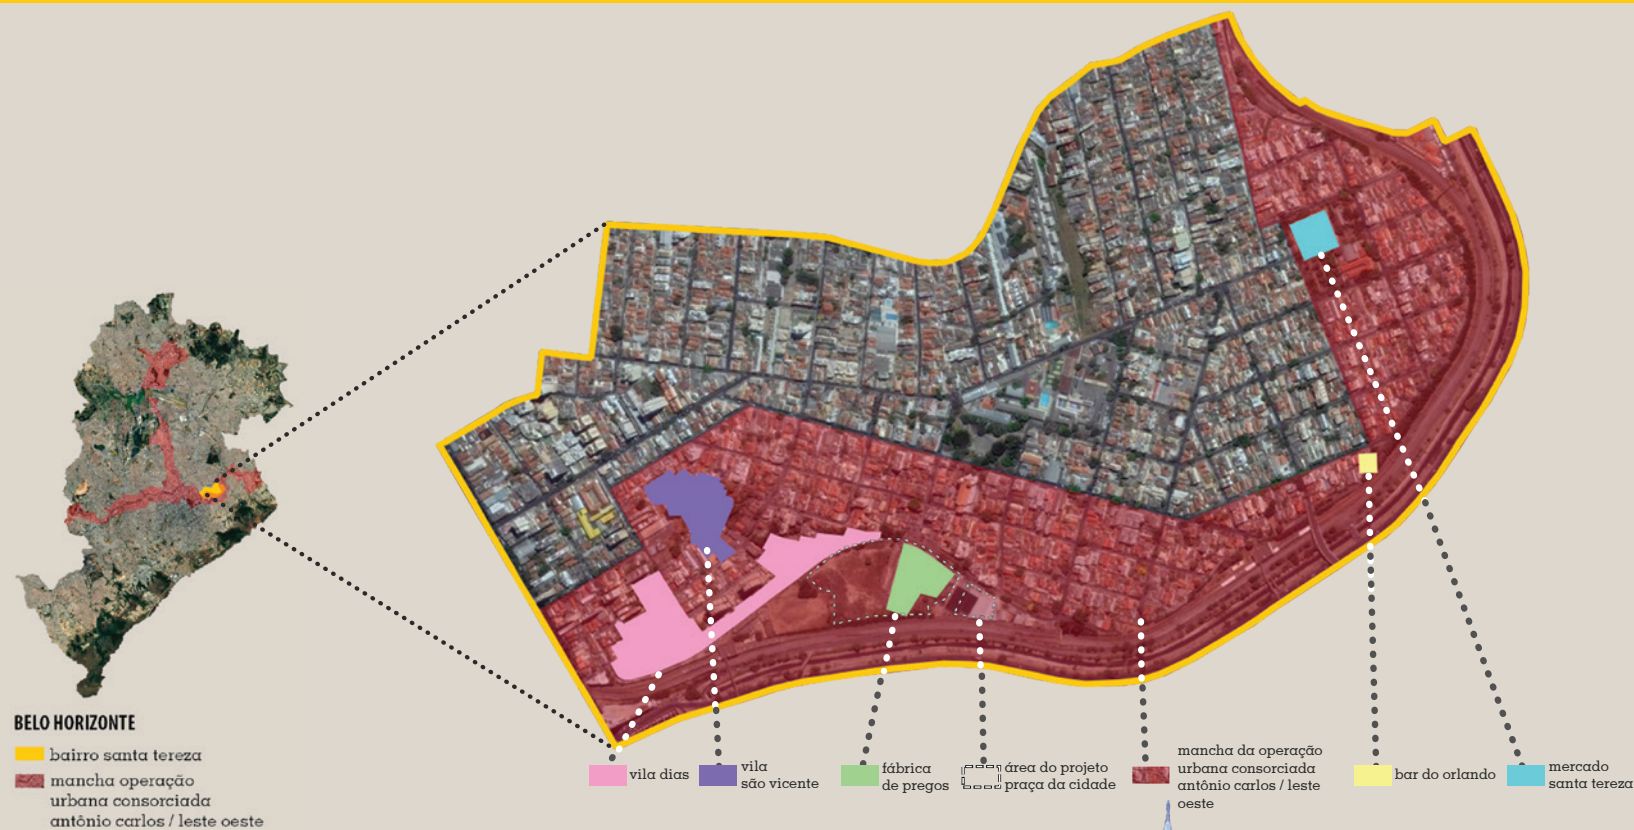 BELO HORIZONTE
bairro santa tereza
mancha operação
urbana consorciada
antônio carlos / leste oeste
vila dias
vila
são vicente
fábrica
de pregos
área do projeto
praça da cidade
mancha da operação
urbana consorciada
antônio carlos / leste
oeste
bar do orlando
mercado
santa tereza